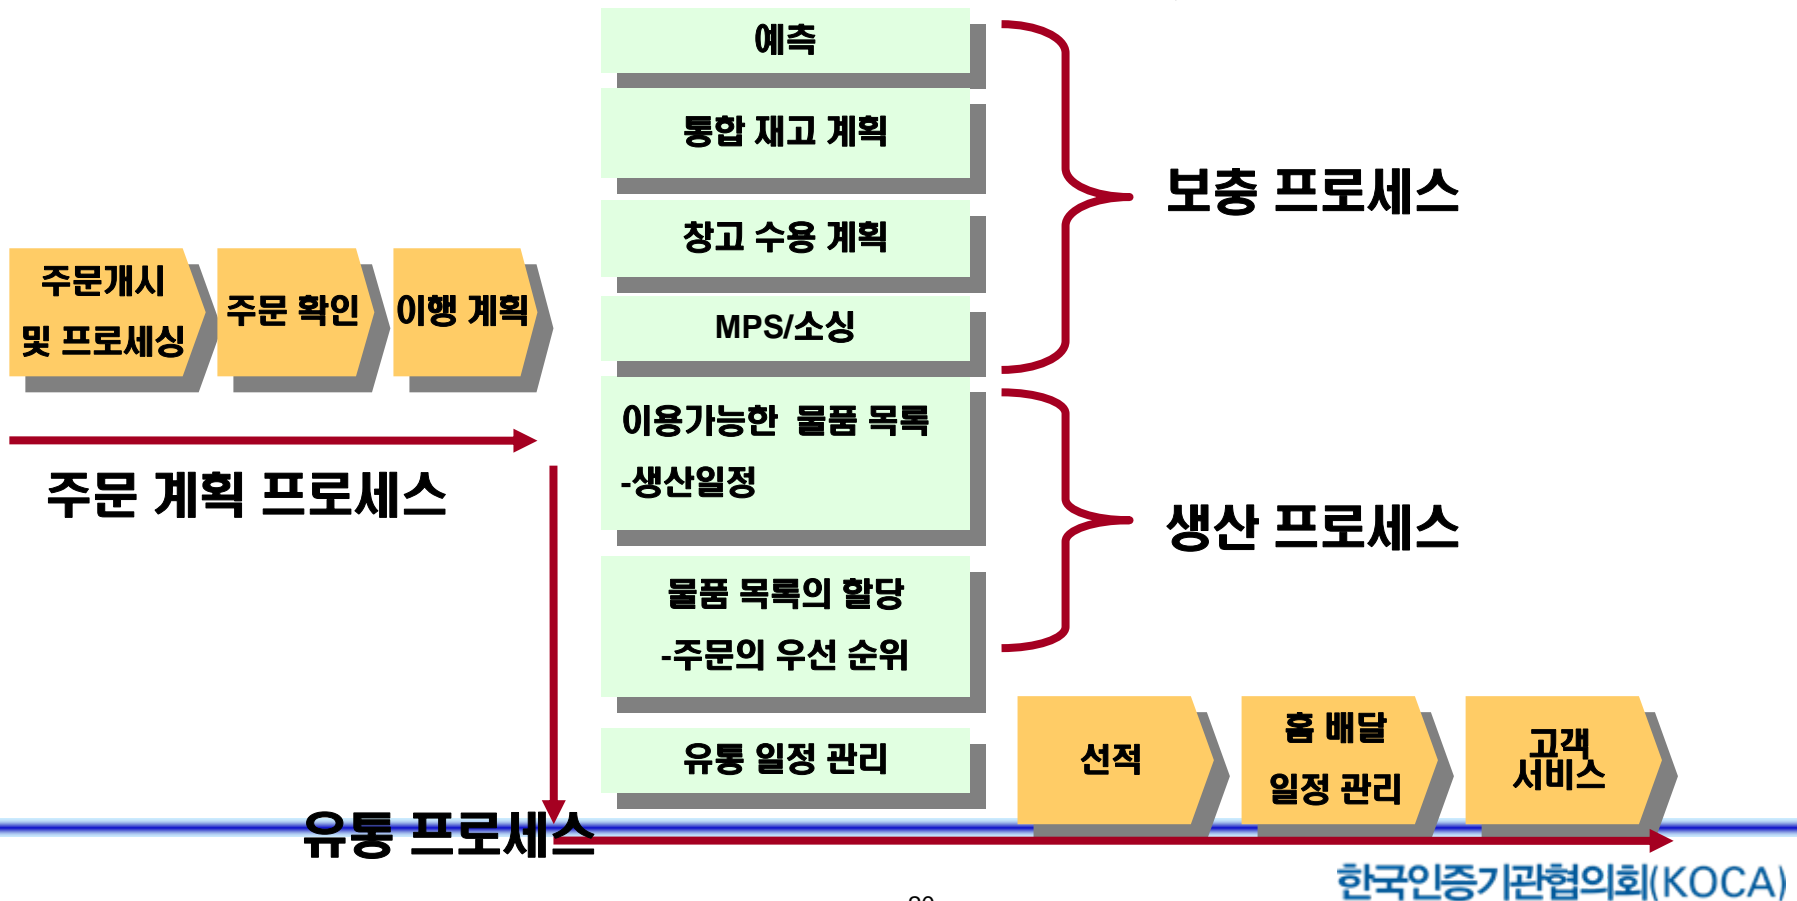 예측
통합 재고 계획
창고 수용 계획
MPS/소싱
보충 프로세스
주문개시
및 프로세싱
주문 확인
이행 계획
주문 계획 프로세스
이용가능한 물품 목록
-생산일정
물품 목록의 할당
-주문의 우선 순위
생산 프로세스
유통 일정 관리
선적
홈 배달
일정 관리
고객
서비스
유통 프로세스
한국인증기관협의회(KOCA)